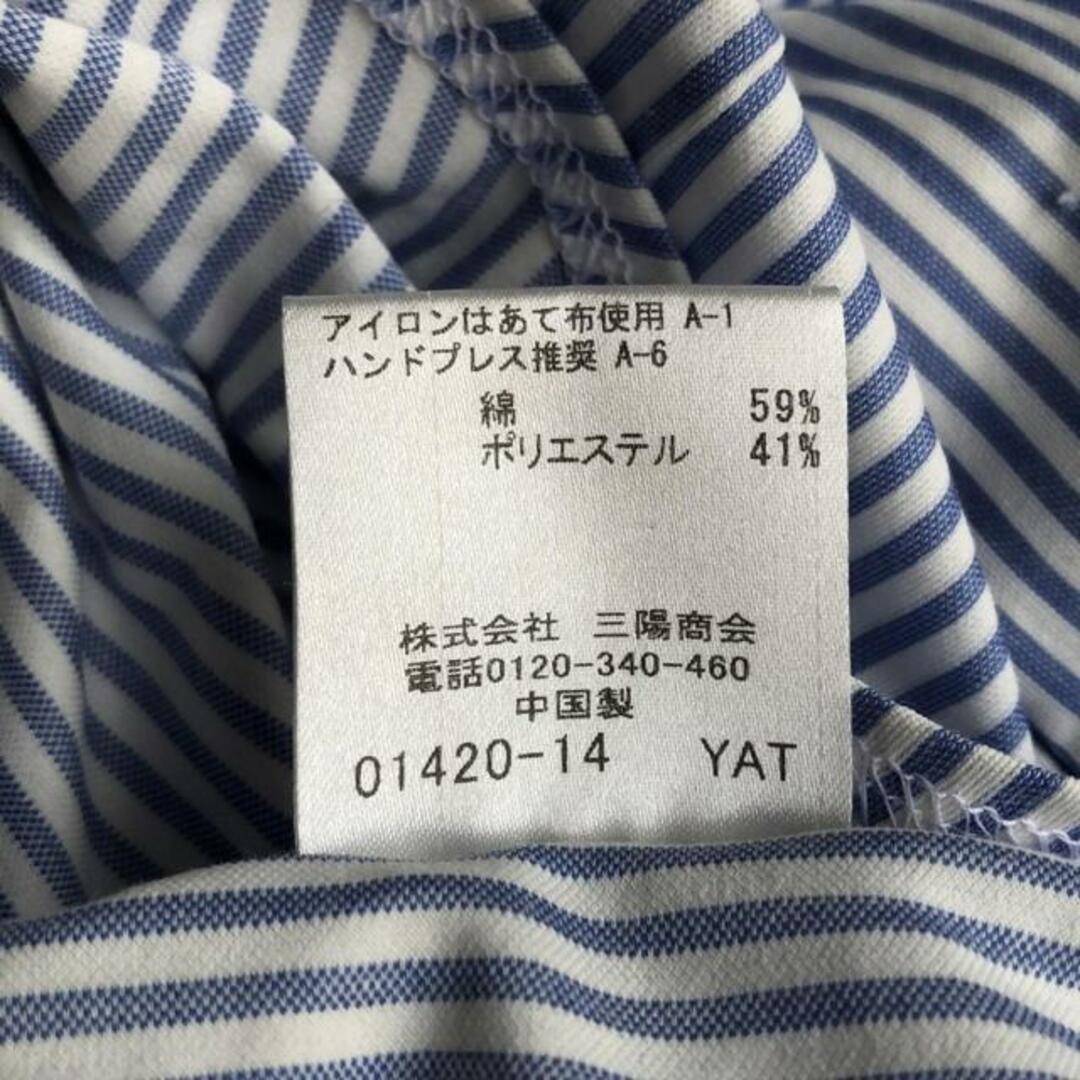 アイロンはあて布使用 A-1
ハンドプレス推奨 A-6
綿 59%
ポリエステル 41%
株式会社 三陽商会
電話0120-340-460
中国製
01420-14 YAT